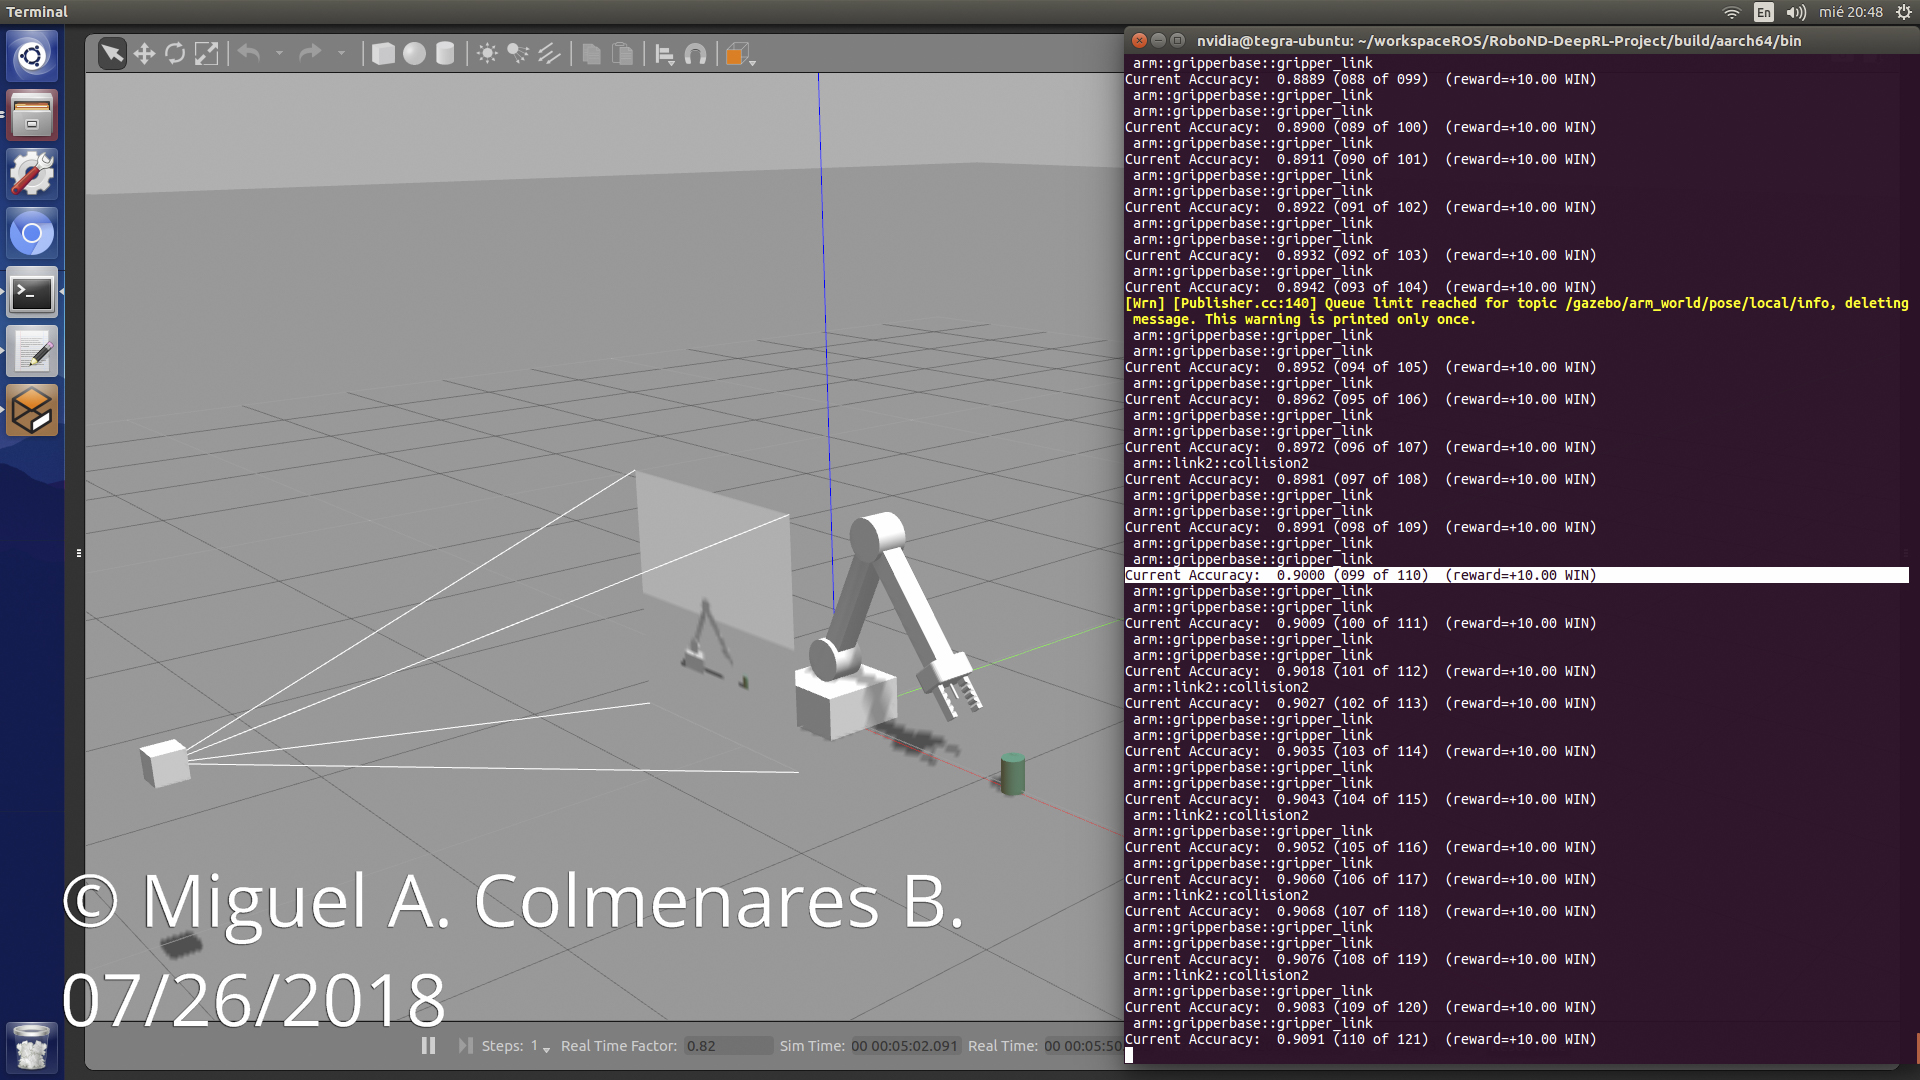 Terminal
En
mié 20:48
nvidia@tegra-ubuntu: ~/workspaceROS/RoboND-DeepRL-Project/build/aarch64/bin
arm::gripperbase::gripper_link
Current Accuracy:  0.8889 (088 of 099)  (reward=+10.00 WIN)
arm::gripperbase::gripper_link
arm::gripperbase::gripper_link
Current Accuracy:  0.8900 (089 of 100)  (reward=+10.00 WIN)
arm::gripperbase::gripper_link
Current Accuracy:  0.8911 (090 of 101)  (reward=+10.00 WIN)
arm::gripperbase::gripper_link
arm::gripperbase::gripper_link
Current Accuracy:  0.8922 (091 of 102)  (reward=+10.00 WIN)
arm::gripperbase::gripper_link
arm::gripperbase::gripper_link
Current Accuracy:  0.8932 (092 of 103)  (reward=+10.00 WIN)
arm::gripperbase::gripper_link
Current Accuracy:  0.8942 (093 of 104)  (reward=+10.00 WIN)
[Wrn] [Publisher.cc:140] Queue limit reached for topic /gazebo/arm_world/pose/local/info, deleting
message. This warning is printed only once.
arm::gripperbase::gripper_link
arm::gripperbase::gripper_link
Current Accuracy:  0.8952 (094 of 105)  (reward=+10.00 WIN)
arm::gripperbase::gripper_link
Current Accuracy:  0.8962 (095 of 106)  (reward=+10.00 WIN)
arm::gripperbase::gripper_link
arm::gripperbase::gripper_link
Current Accuracy:  0.8972 (096 of 107)  (reward=+10.00 WIN)
arm::link2::collision2
Current Accuracy:  0.8981 (097 of 108)  (reward=+10.00 WIN)
arm::gripperbase::gripper_link
arm::gripperbase::gripper_link
Current Accuracy:  0.8991 (098 of 109)  (reward=+10.00 WIN)
arm::gripperbase::gripper_link
arm::gripperbase::gripper_link
Current Accuracy:  0.9000 (099 of 110)  (reward=+10.00 WIN)
arm::gripperbase::gripper_link
arm::gripperbase::gripper_link
Current Accuracy:  0.9009 (100 of 111)  (reward=+10.00 WIN)
arm::gripperbase::gripper_link
arm::gripperbase::gripper_link
Current Accuracy:  0.9018 (101 of 112)  (reward=+10.00 WIN)
arm::link2::collision2
Current Accuracy:  0.9027 (102 of 113)  (reward=+10.00 WIN)
arm::gripperbase::gripper_link
arm::gripperbase::gripper_link
Current Accuracy:  0.9035 (103 of 114)  (reward=+10.00 WIN)
arm::gripperbase::gripper_link
arm::gripperbase::gripper_link
Current Accuracy:  0.9043 (104 of 115)  (reward=+10.00 WIN)
arm::link2::collision2
arm::gripperbase::gripper_link
Current Accuracy:  0.9052 (105 of 116)  (reward=+10.00 WIN)
arm::gripperbase::gripper_link
Current Accuracy:  0.9060 (106 of 117)  (reward=+10.00 WIN)
arm::link2::collision2
Current Accuracy:  0.9068 (107 of 118)  (reward=+10.00 WIN)
arm::gripperbase::gripper_link
arm::gripperbase::gripper_link
Current Accuracy:  0.9076 (108 of 119)  (reward=+10.00 WIN)
arm::link2::collision2
arm::gripperbase::gripper_link
Current Accuracy:  0.9083 (109 of 120)  (reward=+10.00 WIN)
arm::gripperbase::gripper_link
Current Accuracy:  0.9091 (110 of 121)  (reward=+10.00 WIN)
© Miguel A. Colmenares B.
07/26/2018
Steps: 1 Real Time Factor: 0.82 Sim Time: 00 00:05:02.091 Real Time: 00 00:05:50